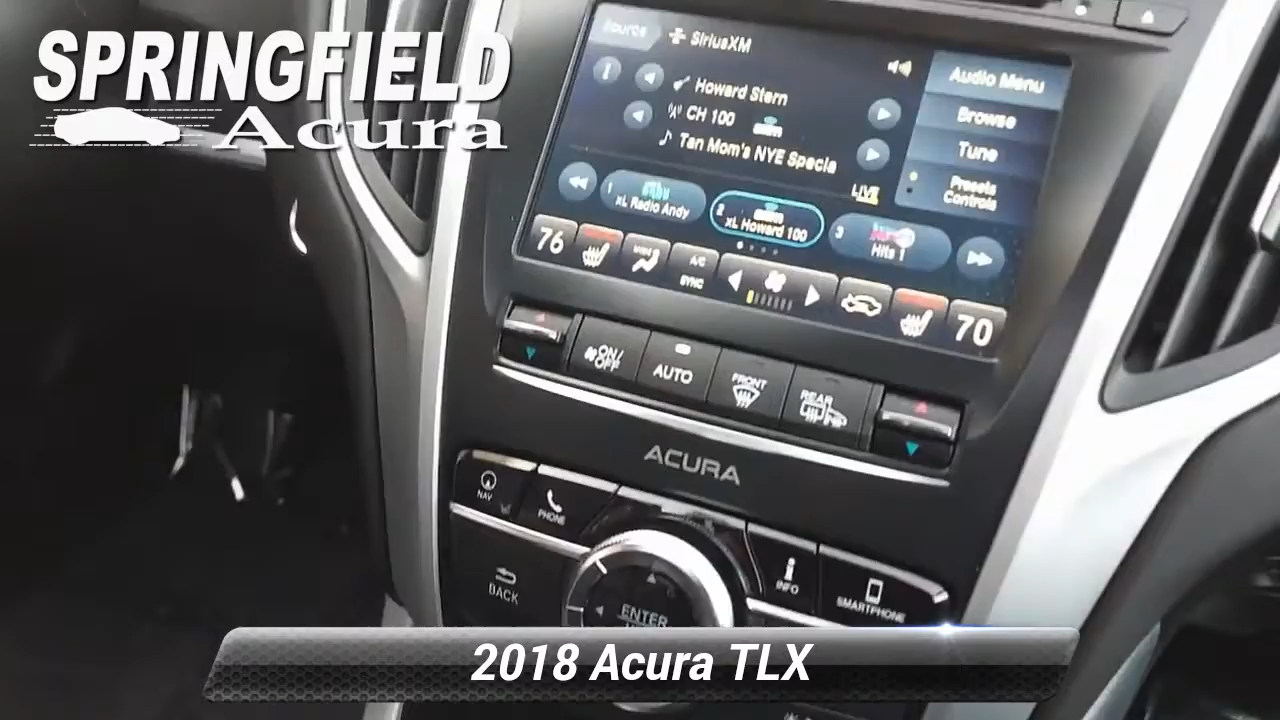 SPRINGFIELD
Acura
Source
SiriusXM
Audio Menu
Howard Stern
Browse
CH 100
Tune
Tan Mom's NYE Specia
Presets
Controls
LIVE
1
xL Radio Andy
2
xL Howard 100
3
Hits 1
76
A/C
SYNC
70
ON/
OFF
AUTO
FRONT
REAR
ACURA
NAV
PHONE
INFO
SMARTPHONE
BACK
ENTER
2018 Acura TLX